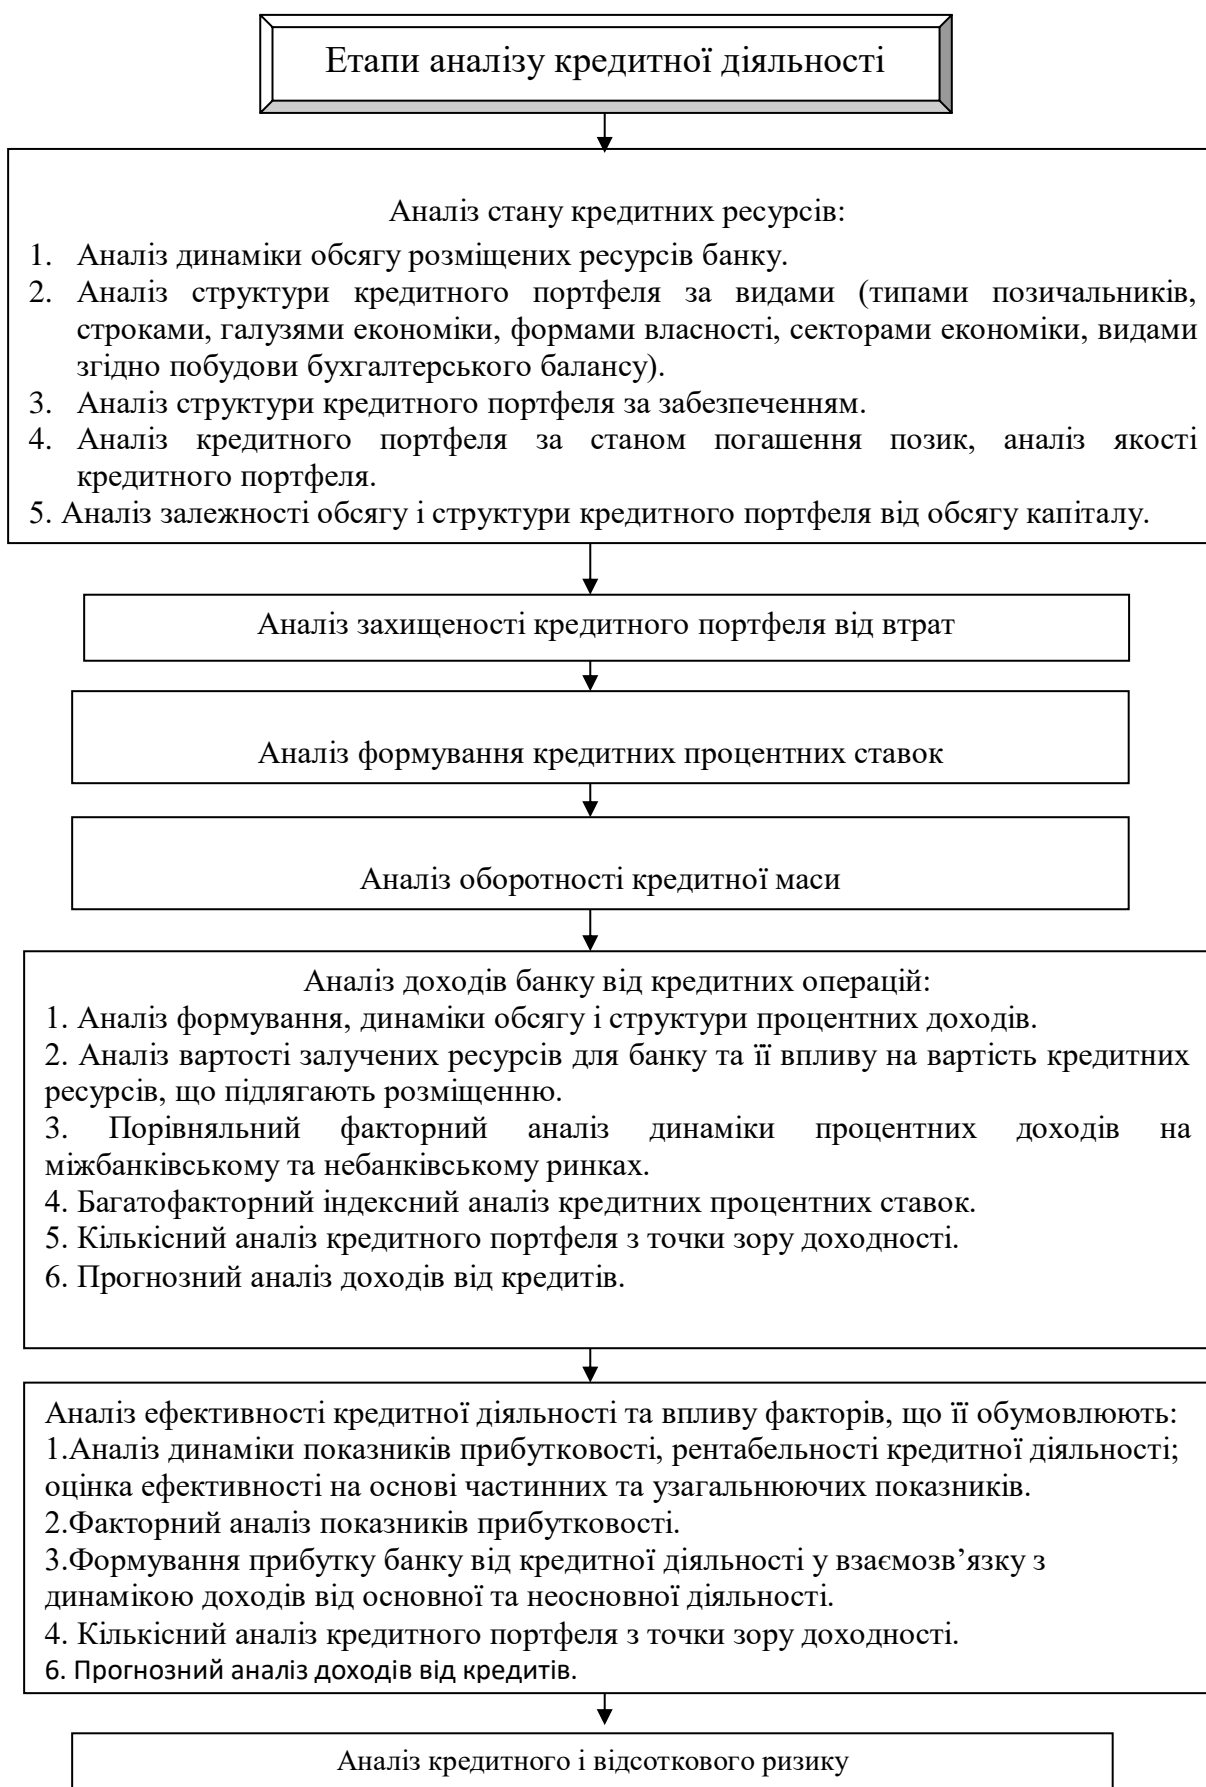 Етапи аналізу кредитної діяльності
Аналіз стану кредитних ресурсів:
1. Аналіз динаміки обсягу розміщених ресурсів банку.
2. Аналіз структури кредитного портфеля за видами (типами позичальників,
строками, галузями економіки, формами власності, секторами економіки, видами
згідно побудови бухгалтерського балансу).
3. Аналіз структури кредитного портфеля за забезпеченням.
4. Аналіз кредитного портфеля за станом погашення позик, аналіз якості
кредитного портфеля.
5. Аналіз залежності обсягу і структури кредитного портфеля від обсягу капіталу.
Аналіз захищеності кредитного портфеля від втрат
Аналіз формування кредитних процентних ставок
Аналіз оборотності кредитної маси
Аналіз доходів банку від кредитних операцій:
1. Аналіз формування, динаміки обсягу і структури процентних доходів.
2. Аналіз вартості залучених ресурсів для банку та її впливу на вартість кредитних
ресурсів, що підлягають розміщенню.
3. Порівняльний факторний аналіз динаміки процентних доходів на
міжбанківському та небанківському ринках.
4. Багатофакторний індексний аналіз кредитних процентних ставок.
5. Кількісний аналіз кредитного портфеля з точки зору доходності.
6. Прогнозний аналіз доходів від кредитів.
Аналіз ефективності кредитної діяльності та впливу факторів, що її обумовлюють:
1.Аналіз динаміки показників прибутковості, рентабельності кредитної діяльності;
оцінка ефективності на основі частинних та узагальнюючих показників.
2.Факторний аналіз показників прибутковості.
3.Формування прибутку банку від кредитної діяльності у взаємозв’язку з
динамікою доходів від основної та неосновної діяльності.
4. Кількісний аналіз кредитного портфеля з точки зору доходності.
6. Прогнозний аналіз доходів від кредитів.
Аналіз кредитного і відсоткового ризику